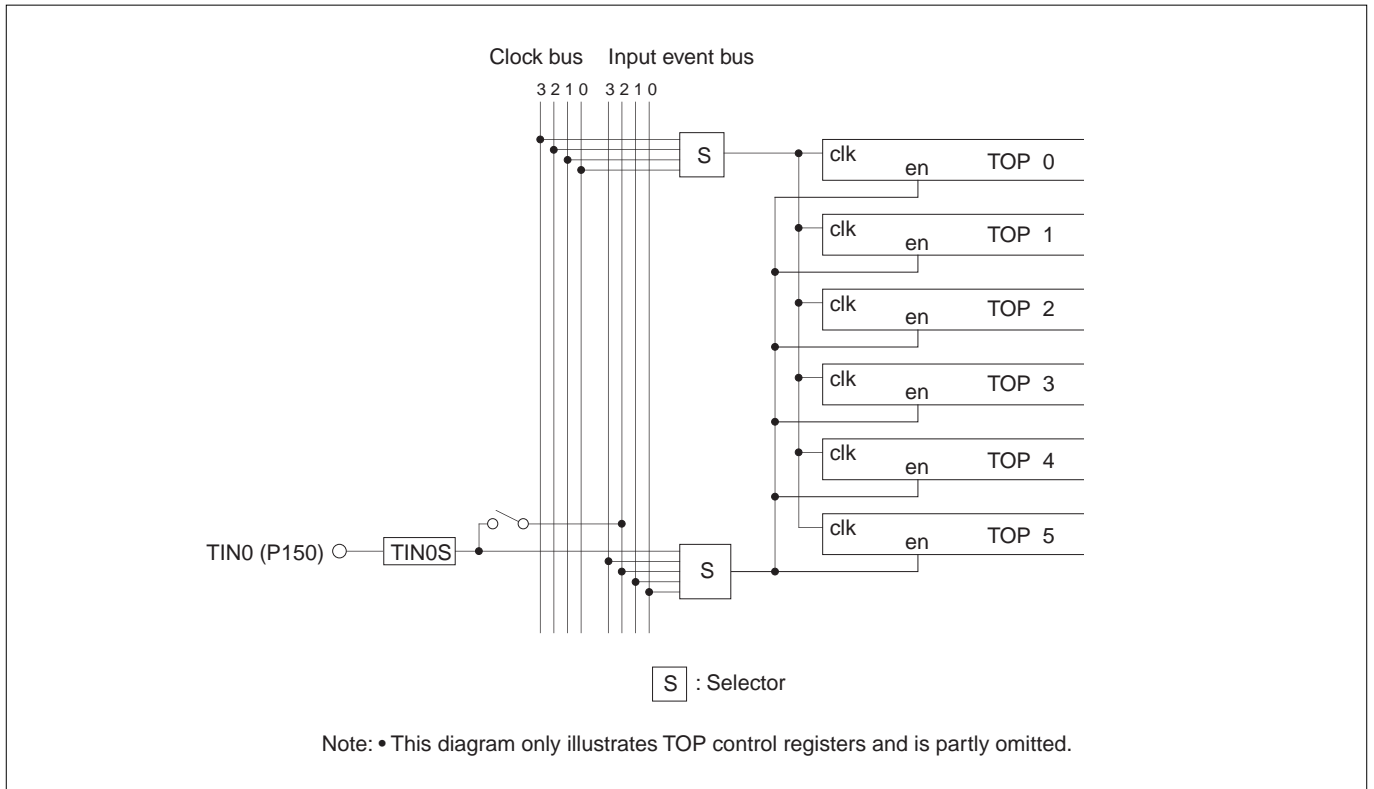 Clock bus Input event bus
3 2 1 0 3 2 1 0
S
clk en TOP 0
clk en TOP 1
clk en TOP 2
clk en TOP 3
clk en TOP 4
clk en TOP 5
TIN0 (P150) TIN0S
S
S : Selector
Note: • This diagram only illustrates TOP control registers and is partly omitted.